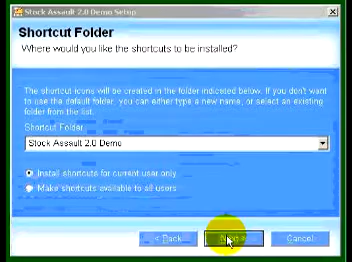 Stock Assault 2.0 Demo Setup
Shortcut Folder
Where would you like the shortcuts to be installed?
The shortcut icons will be created in the folder indicated below. If you don't want
to use the default folder, you can either type a new name, or select an existing
folder from the list.
Shortcut Folder
Stock Assault 2.0 Demo
Install shortcuts for current user only
Make shortcuts available to all users
< Back
Next >
Cancel